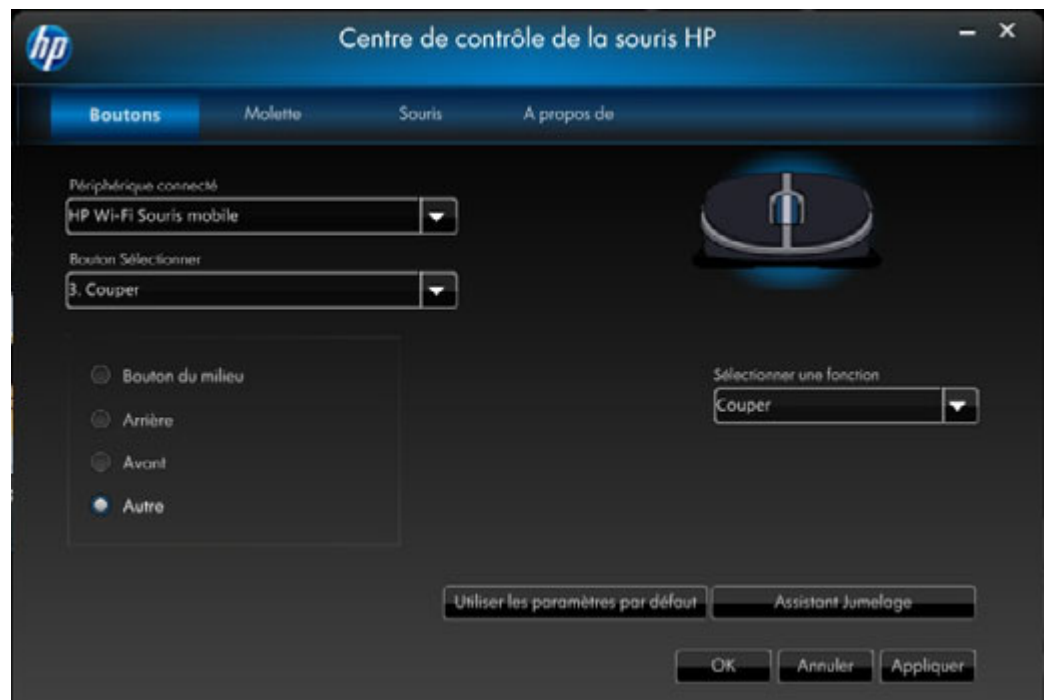 hp
Centre de contrôle de la souris HP
Boutons Molette Souris A propos de
Périphérique connecté
HP Wi-Fi Souris mobile
Bouton Sélectionner
3. Couper
Bouton du milieu
Arrière
Avant
Autre
Sélectionner une fonction
Couper
Utiliser les paramètres par défaut Assistant Jumelage
OK Annuler Appliquer